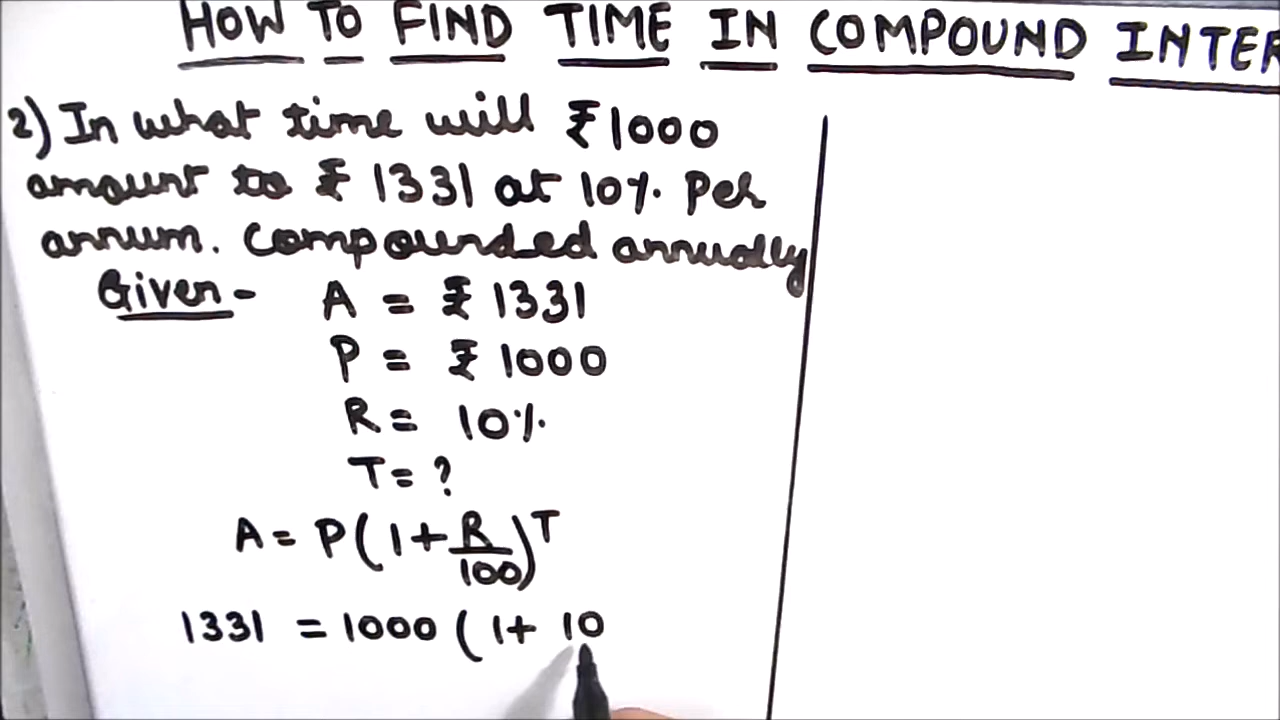 HOW TO FIND TIME IN COMPOUND INTER
2) In what time will ₹1000
amount to ₹ 1331 at 10% Per
annum. Compounded annually
Given - A = ₹ 1331
P = ₹ 1000
R = 10%
T = ?
A = P(1+R/100)^T
1331 = 1000 (1+ 10